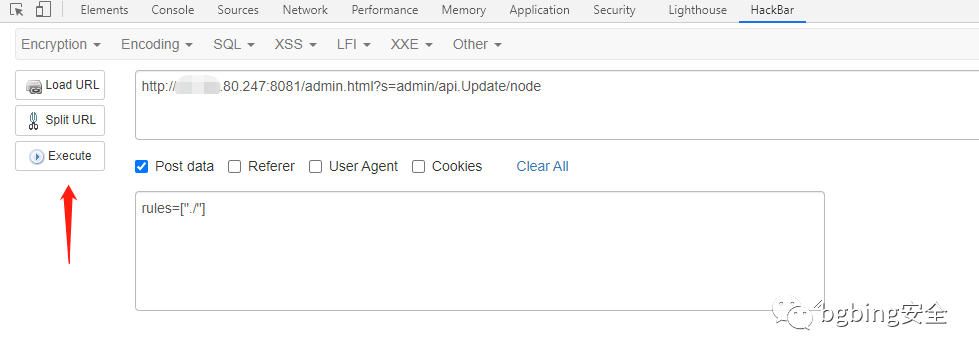 Elements Console Sources Network Performance Memory Application Security Lighthouse HackBar
Encryption Encoding SQL XSS LFI XXE Other
Load URL
http:// .80.247:8081/admin.html?s=admin/api.Update/node
Split URL
Execute
Post data Referer User Agent Cookies Clear All
rules=["./"]
bgbing安全